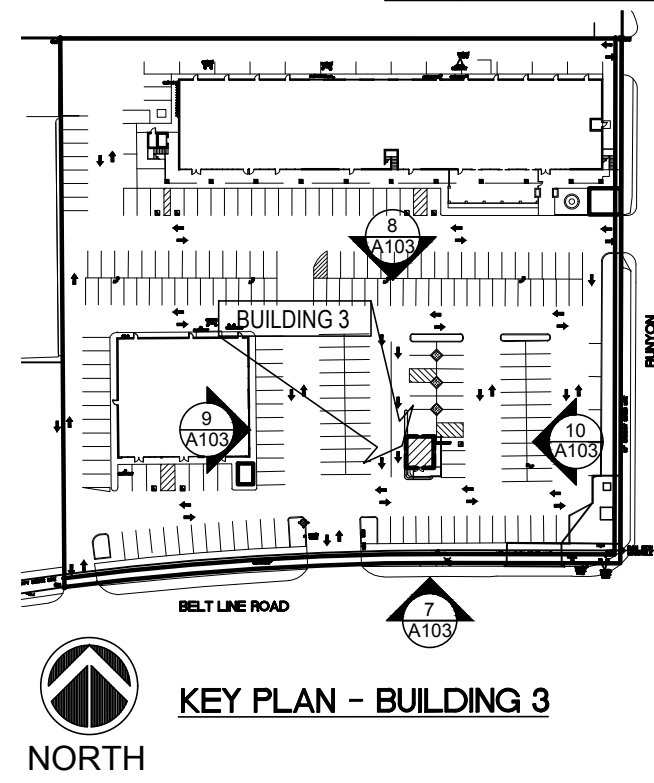 8
A103
BUILDING 3
RUNYON
9
A103
10
A103
BELT LINE ROAD
7
A103
KEY PLAN - BUILDING 3
NORTH